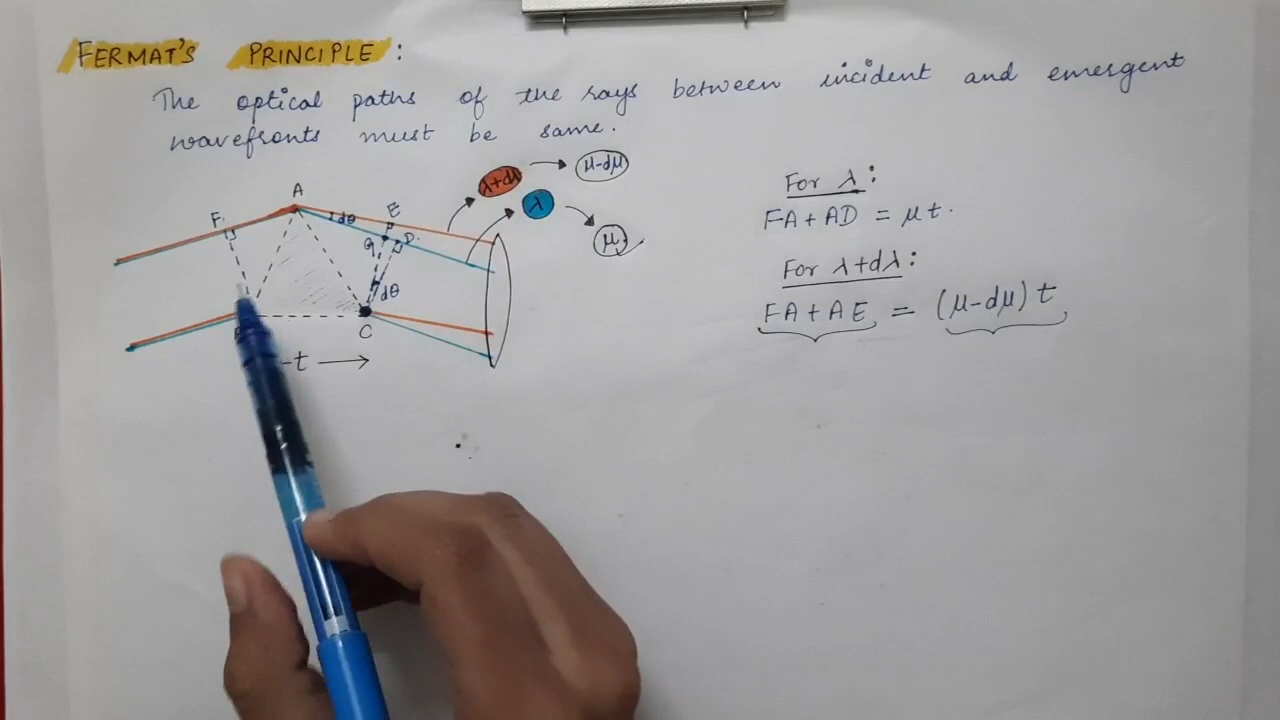 FERMAT'S PRINCIPLE :
The optical paths of the rays between incident and emergent
wavefronts must be same.
λ+dλ → μ-dμ
λ
μ
A
F
dθ
E
G
D
dθ
C
t →
For λ :
FA + AD = μt.
For λ+dλ :
FA + AE = (μ-dμ) t